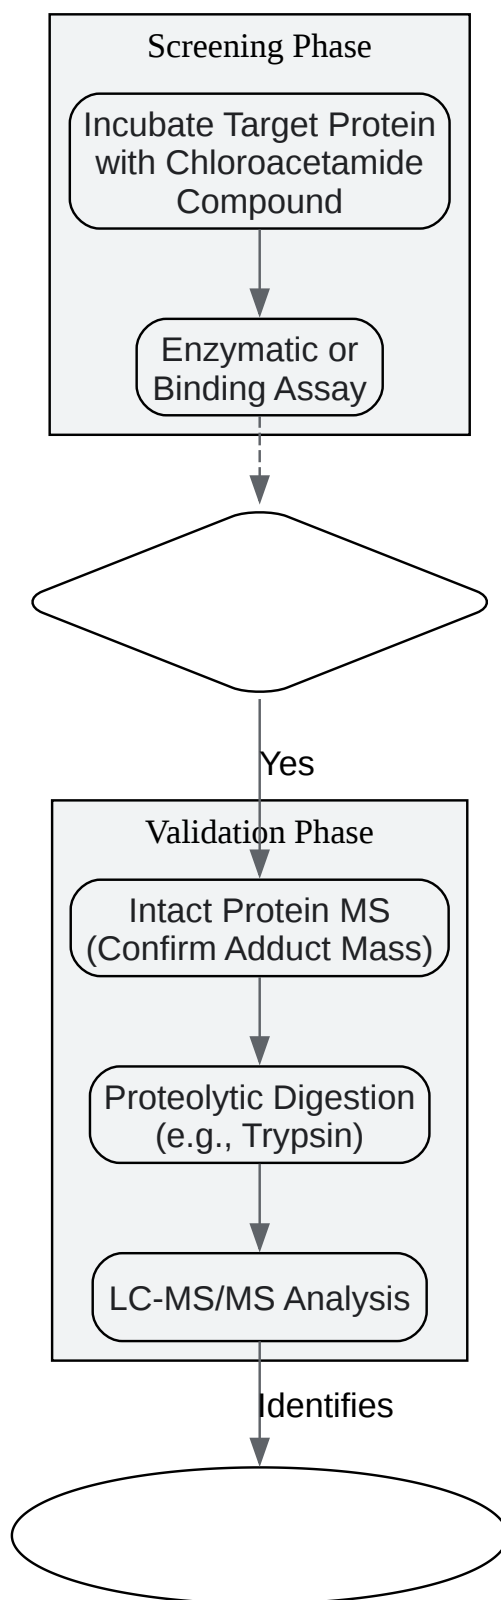 Screening Phase
Incubate Target Protein
with Chloroacetamide
Compound
Enzymatic or
Binding Assay
Yes
Validation Phase
Intact Protein MS
(Confirm Adduct Mass)
Proteolytic Digestion
(e.g., Trypsin)
LC-MS/MS Analysis
Identifies